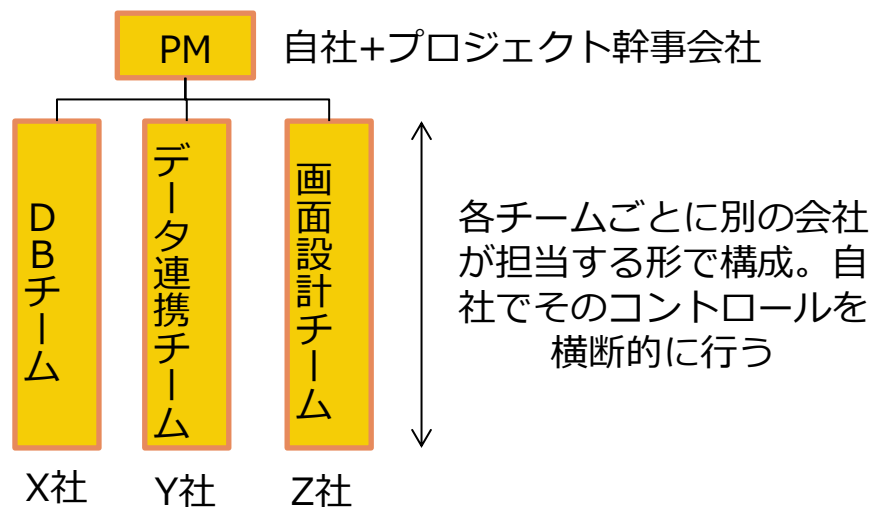 PM
自社+プロジェクト幹事会社
DBチーム
データ連携チーム
画面設計チーム
各チームごとに別の会社
が担当する形で構成。自
社でそのコントロールを
横断的に行う
X社
Y社
Z社